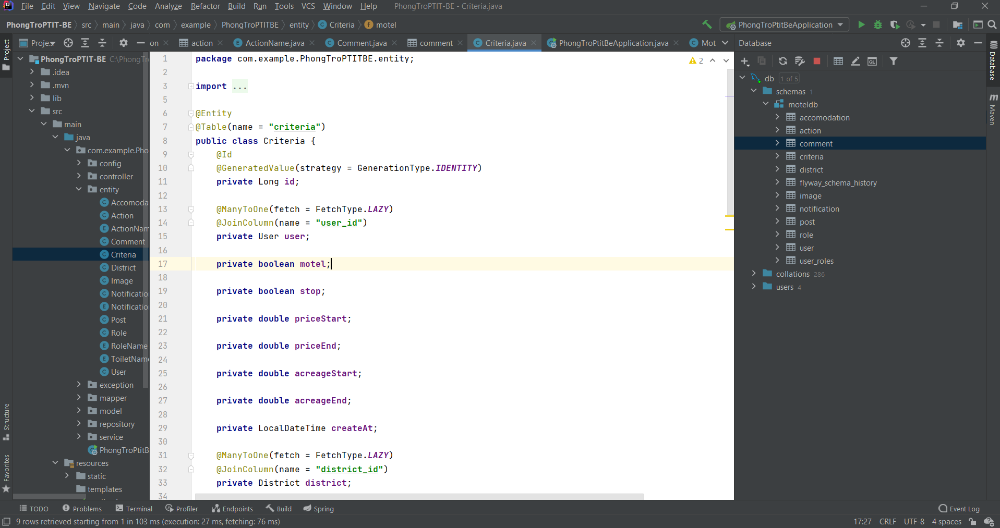 File Edit View Navigate Code Analyze Refactor Build Run Tools VCS Window Help PhongTroPTIT-BE - Criteria.java
PhongTroPTIT-BE src main java com example PhongTroPTITBE entity Criteria motel
PhongTroPtitBeApplication
Project
Proje...
on
action
ActionName.java
Comment.java
comment
Criteria.java
PhongTroPtitBeApplication.java
Mot
PhongTroPTIT-BE C:\PhongTr
.idea
.mvn
lib
src
main
java
com.example.Pho
config
controller
entity
Accomoda
Action
ActionNam
Comment
Criteria
District
Image
Notificatio
Notificatio
Post
Role
RoleName
ToiletName
User
exception
mapper
model
repository
service
PhongTroPtitB
resources
static
templates
Structure
Favorites
1 package com.example.PhongTroPTITBE.entity;
2
3 import ...
5
6 @Entity
7 @Table(name = "criteria")
8 public class Criteria {
9 @Id
10 @GeneratedValue(strategy = GenerationType.IDENTITY)
11 private Long id;
12
13 @ManyToOne(fetch = FetchType.LAZY)
14 @JoinColumn(name = "user_id")
15 private User user;
16
17 private boolean motel;
18
19 private boolean stop;
20
21 private double priceStart;
22
23 private double priceEnd;
24
25 private double acreageStart;
26
27 private double acreageEnd;
28
29 private LocalDateTime createAt;
30
31 @ManyToOne(fetch = FetchType.LAZY)
32 @JoinColumn(name = "district_id")
33 private District district;
34
2
Database
db 1 of 5
schemas 1
moteldb
accomodation
action
comment
criteria
district
flyway_schema_history
image
notification
post
role
user
user_roles
collations 286
users 4
Database
Maven
TODO Problems Terminal Profiler Endpoints Build Spring Event Log
9 rows retrieved starting from 1 in 103 ms (execution: 27 ms, fetching: 76 ms) 17:27 CRLF UTF-8 4 spaces